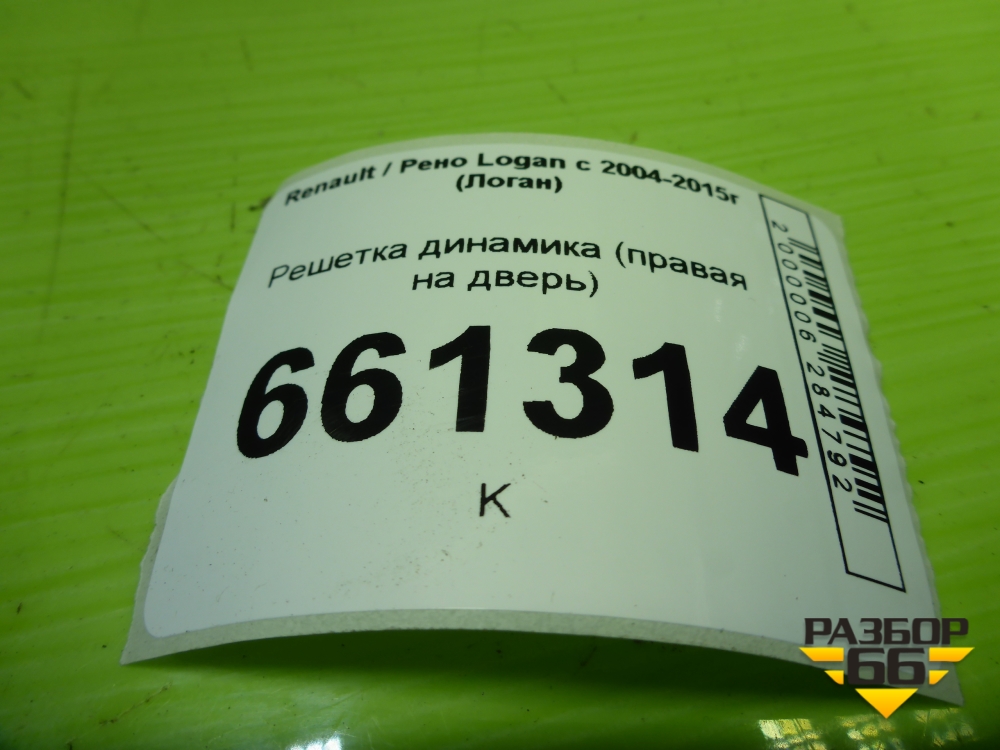 Renault / Рено Logan с 2004-2015г
(Логан)
Решетка динамика (правая
на дверь)
661314
К
2000006284792
РАЗБОР
66